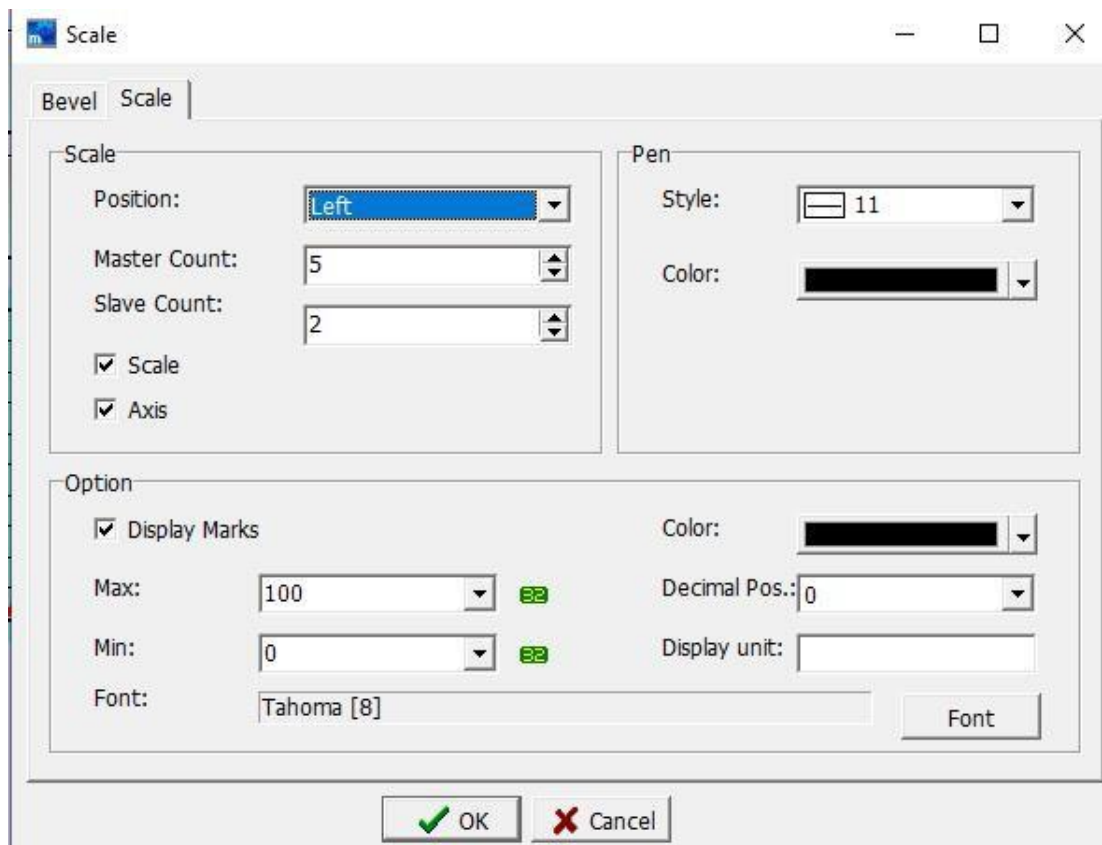 Scale
Bevel Scale
Scale
Position: Left
Master Count: 5
Slave Count: 2
Scale
Axis
Pen
Style: 11
Color:
Option
Display Marks
Color:
Max: 100
Decimal Pos.: 0
Min: 0
Display unit:
Font: Tahoma [8]
Font
OK Cancel